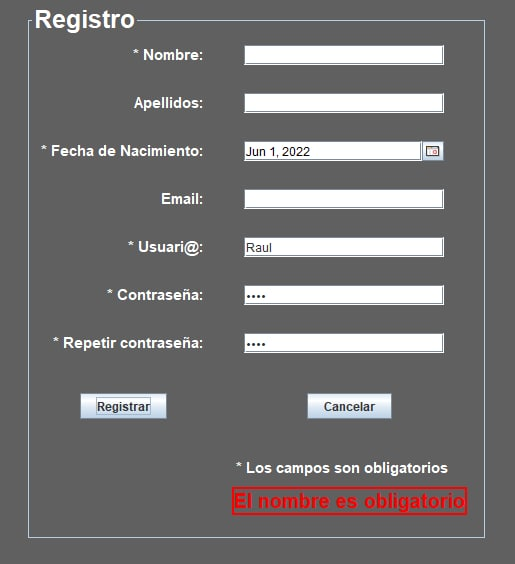 Registro
* Nombre:
Apellidos:
* Fecha de Nacimiento: Jun 1, 2022
Email:
* Usuari@: Raul
* Contraseña: ••••
* Repetir contraseña: ••••
Registrar Cancelar
* Los campos son obligatorios
El nombre es obligatorio